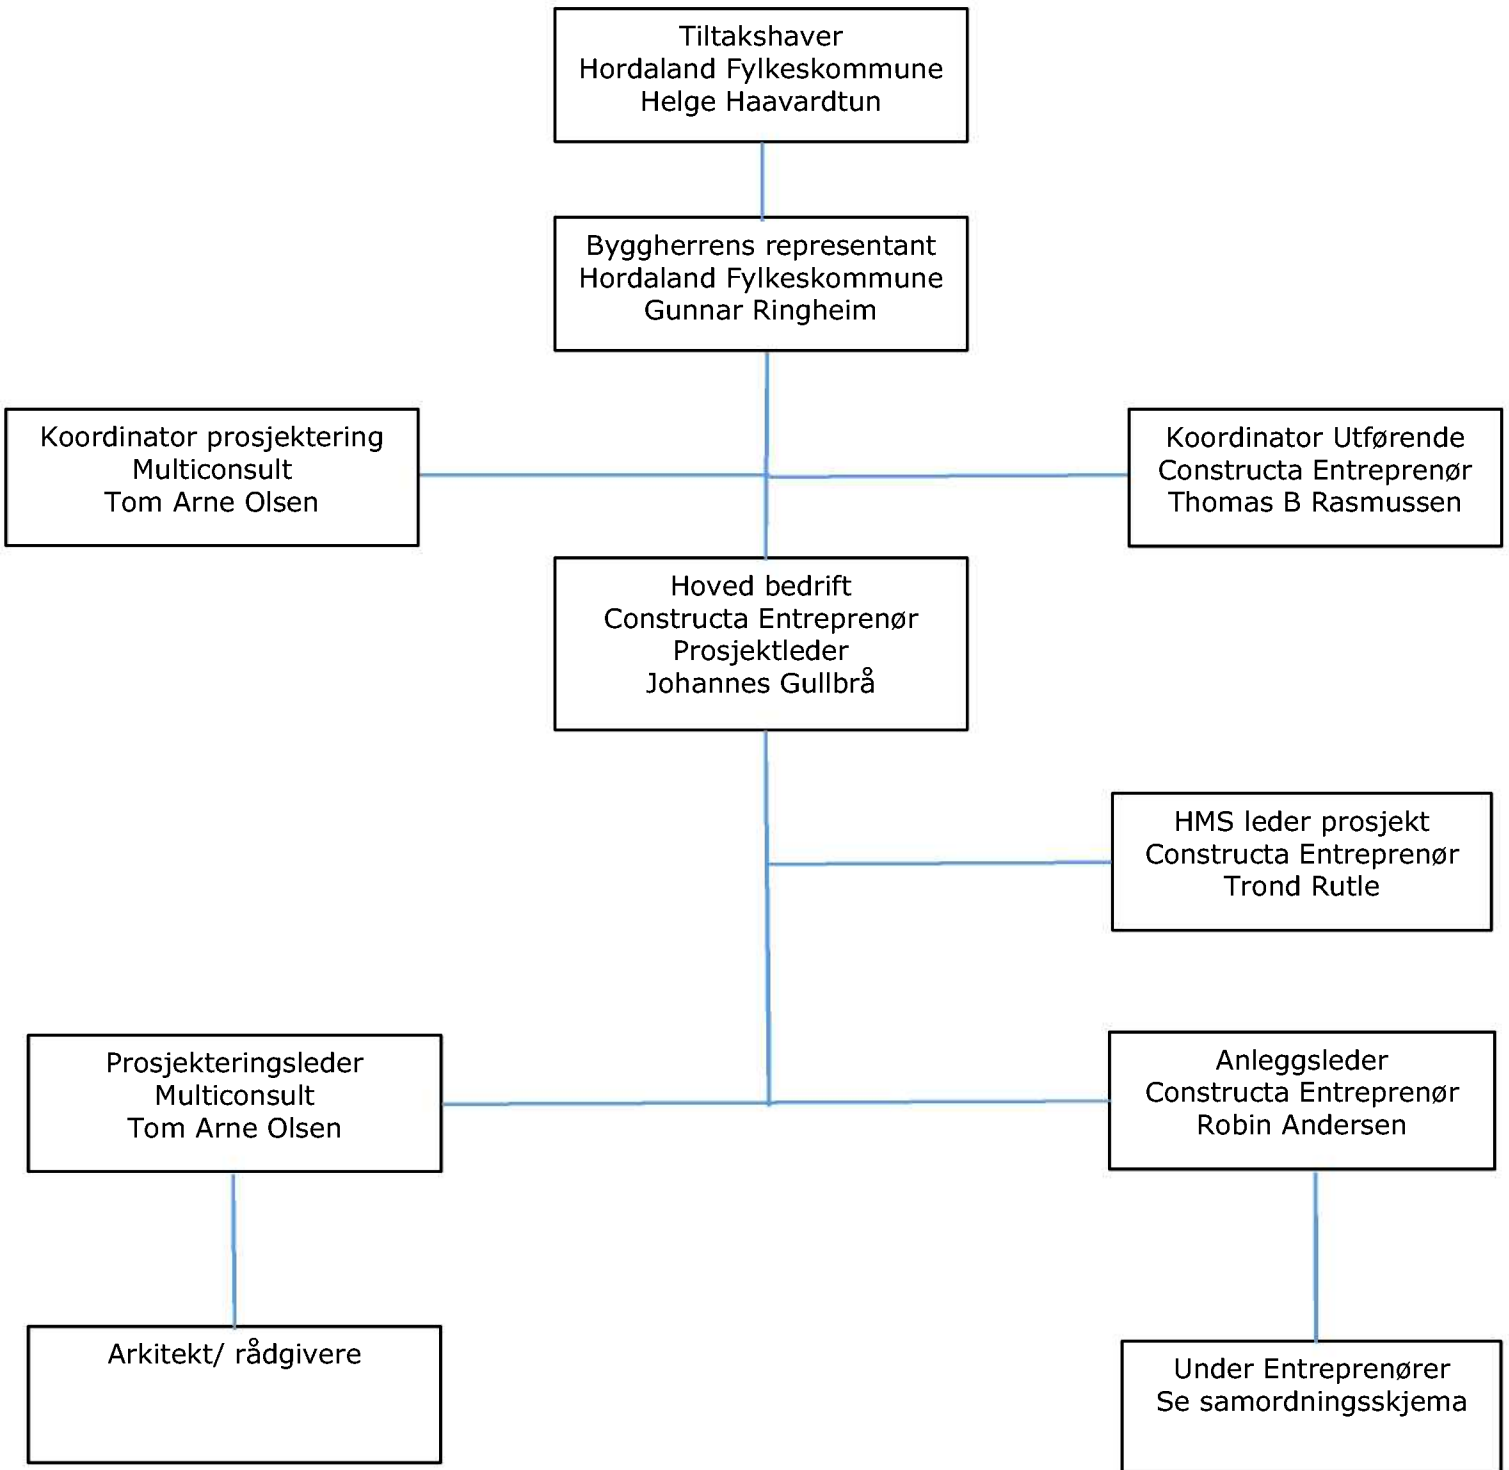 Tiltakshaver
Hordaland Fylkeskommune
Helge Haavardtun
Byggherrens representant
Hordaland Fylkeskommune
Gunnar Ringheim
Koordinator prosjektering
Multiconsult
Tom Arne Olsen
Koordinator Utførende
Constructa Entreprenør
Thomas B Rasmussen
Hoved bedrift
Constructa Entreprenør
Prosjektleder
Johannes Gullbrå
HMS leder prosjekt
Constructa Entreprenør
Trond Rutle
Prosjekteringsleder
Multiconsult
Tom Arne Olsen
Anleggsleder
Constructa Entreprenør
Robin Andersen
Arkitekt/ rådgivere
Under Entreprenører
Se samordningsskjema